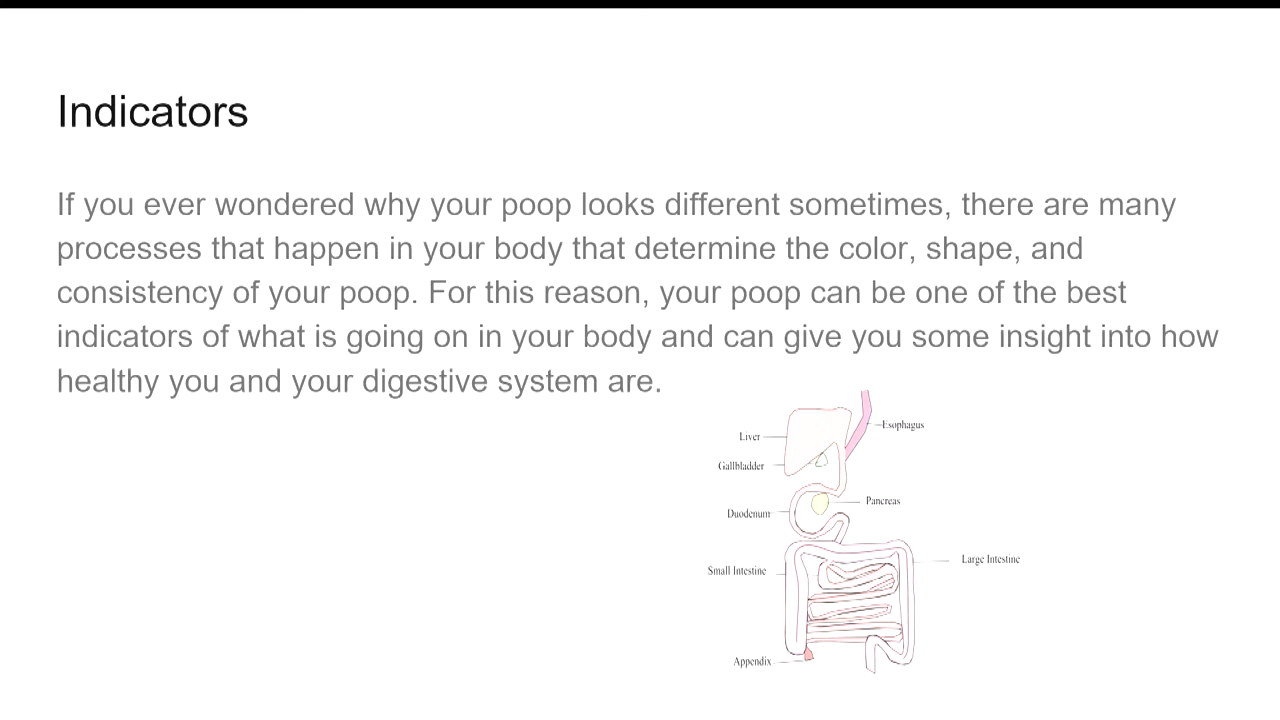 Indicators
If you ever wondered why your poop looks different sometimes, there are many
processes that happen in your body that determine the color, shape, and
consistency of your poop. For this reason, your poop can be one of the best
indicators of what is going on in your body and can give you some insight into how
healthy you and your digestive system are.
Esophagus
Liver
Gallbladder
Pancreas
Duodenum
Large Intestine
Small Intestine
Appendix